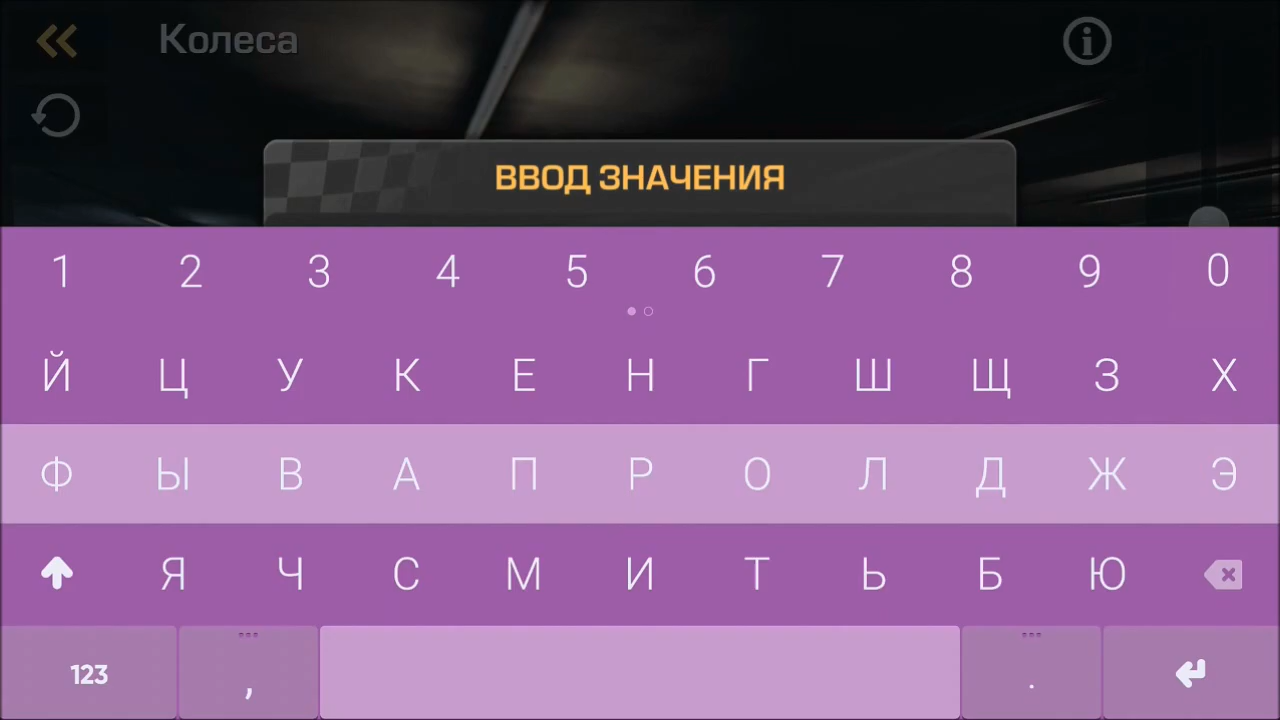 Колеса
ВВОД ЗНАЧЕНИЯ
1 2 3 4 5 6 7 8 9 0
Й Ц У К Е Н Г Ш Щ З Х
Ф Ы В А П Р О Л Д Ж Э
Я Ч С М И Т Ь Б Ю
123 , .